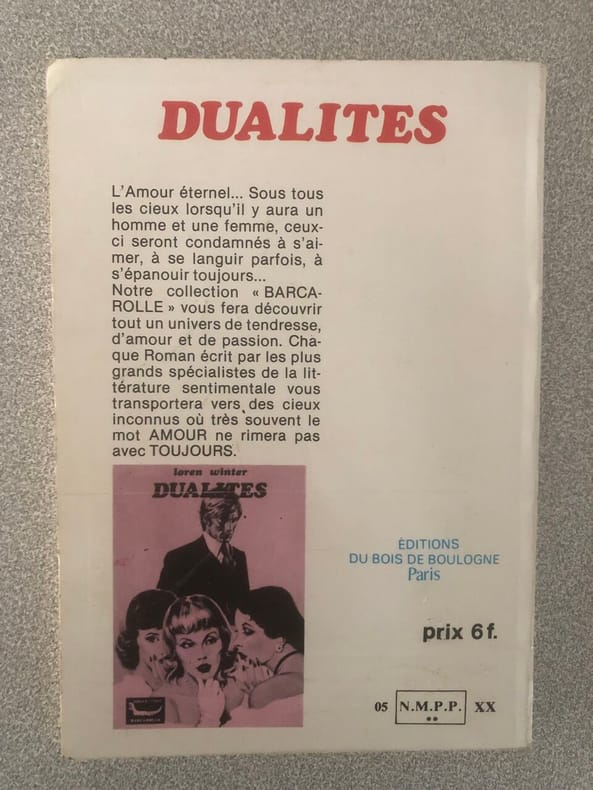 DUALITES
L'Amour éternel... Sous tous
les cieux lorsqu'il y aura un
homme et une femme, ceux-
ci seront condamnés à s'ai-
mer, à se languir parfois, à
s'épanouir toujours...
Notre collection « BARCA-
ROLLE » vous fera découvrir
tout un univers de tendresse,
d'amour et de passion. Cha-
que Roman écrit par les plus
grands spécialistes de la lit-
térature sentimentale vous
transportera vers des cieux
inconnus où très souvent le
mot AMOUR ne rimera pas
avec TOUJOURS.
loren winter
DUALITES
BARCAROLLE
ÉDITIONS
DU BOIS DE BOULOGNE
Paris
prix 6 f.
05 N.M.P.P. XX